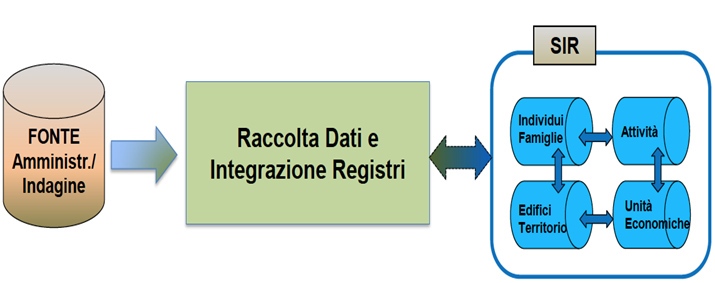 SIR
FONTE
Amministr./
Indagine
Raccolta Dati e
Integrazione Registri
Individui
Famiglie
Attività
Edifici
Territorio
Unità
Economiche